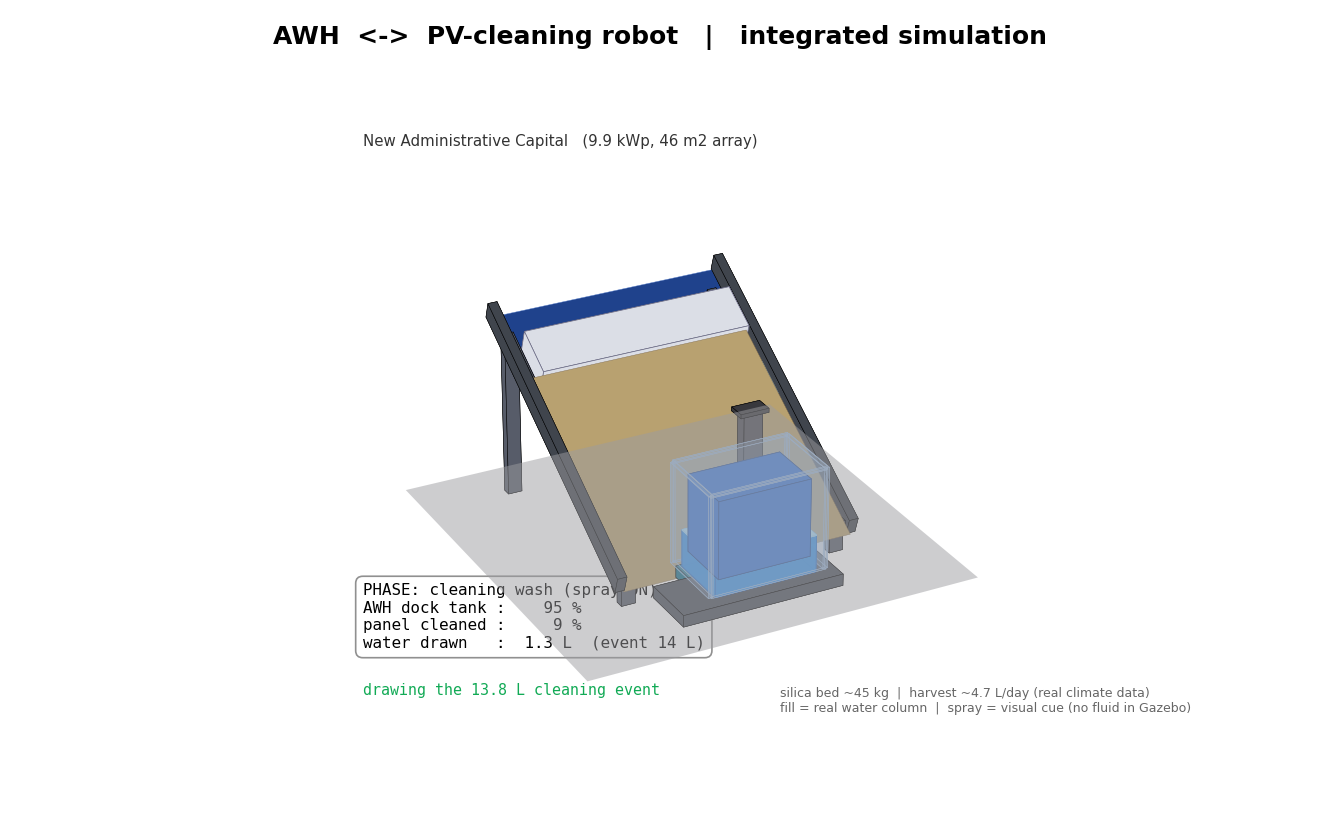 AWH <-> PV-cleaning robot | integrated simulation
New Administrative Capital (9.9 kWp, 46 m2 array)
PHASE: cleaning wash (spray ON)
AWH dock tank : 95 %
panel cleaned : 9 %
water drawn : 1.3 L (event 14 L)
drawing the 13.8 L cleaning event
silica bed ~45 kg | harvest ~4.7 L/day (real climate data)
fill = real water column | spray = visual cue (no fluid in Gazebo)